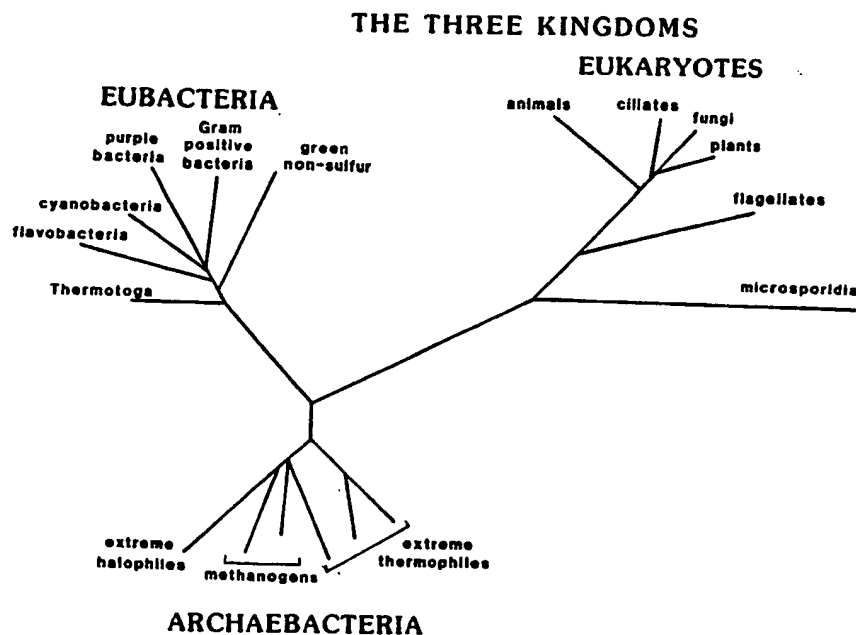 THE THREE KINGDOMS
EUKARYOTES
EUBACTERIA
animals
ciliates
fungi
plants
flagellates
microsporidia
purple
bacteria
Gram
positive
bacteria
green
non-sulfur
cyanobacteria
flavobacteria
Thermotoga
extreme
halophiles
methanogens
extreme
thermophiles
ARCHAEBACTERIA